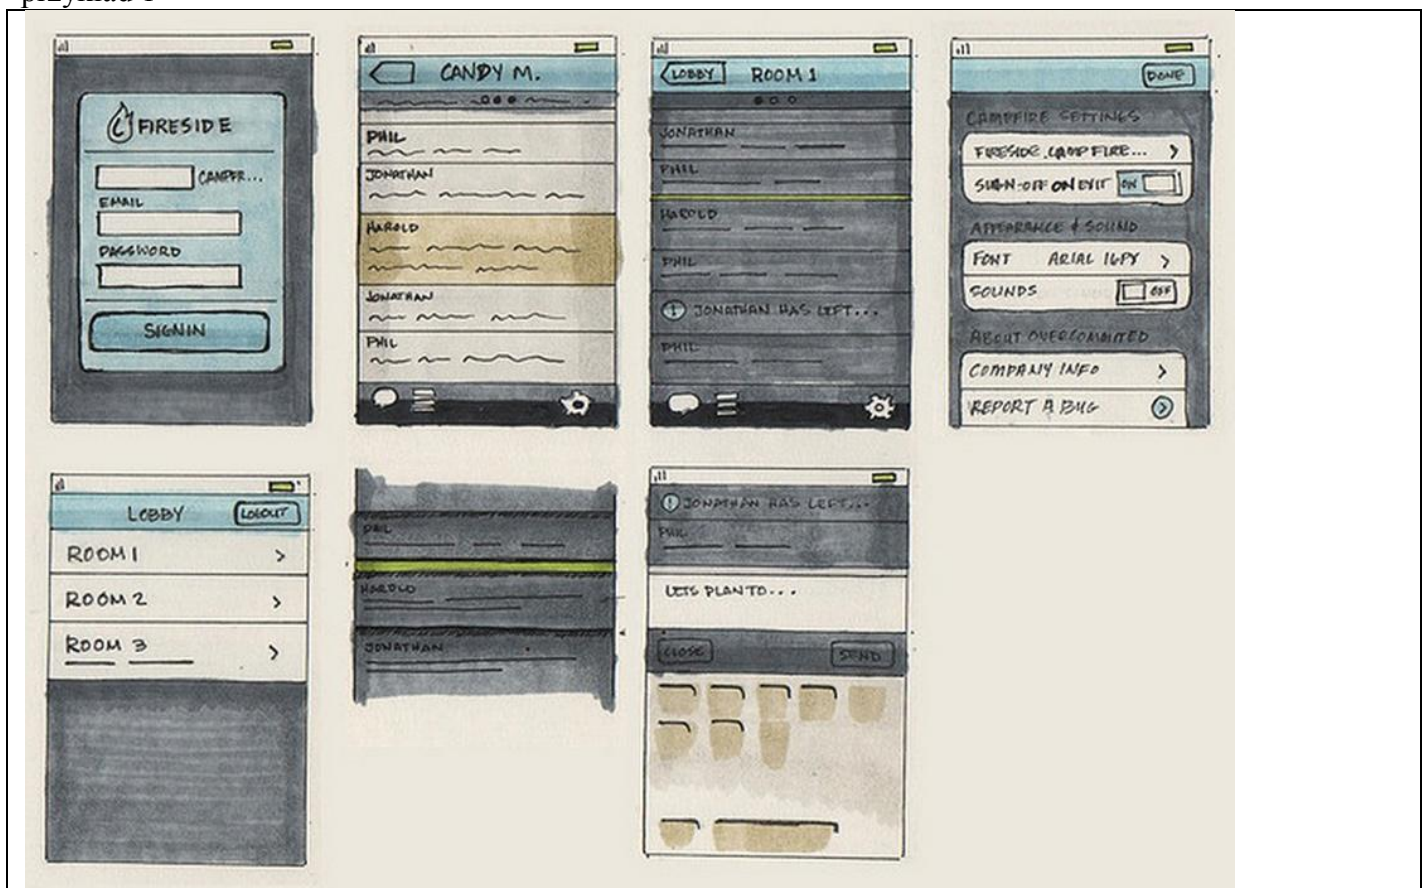 FIRESIDE
CAMPFR...
EMAIL
PASSWORD
SIGN IN
CANDY M.
PHIL
JONATHAN
HAROLD
JONATHAN
PHIL
LOBBY ROOM 1
JONATHAN
PHIL
HAROLD
PHIL
! JONATHAN HAS LEFT...
PHIL
DONE
CAMPFIRE SETTINGS
FIRESIDE.CAMPFIRE... >
SIGN-OFF ON EXIT ON
APPEARANCE & SOUND
FONT ARIAL 16PX >
SOUNDS OFF
ABOUT OVERCOMMITTED
COMPANY INFO >
REPORT A BUG >
LOBBY LOGOUT
ROOM 1 >
ROOM 2 >
ROOM 3 >
PHIL
HAROLD
JONATHAN
! JONATHAN HAS LEFT...
PHIL
LETS PLAN TO...
CLOSE SEND